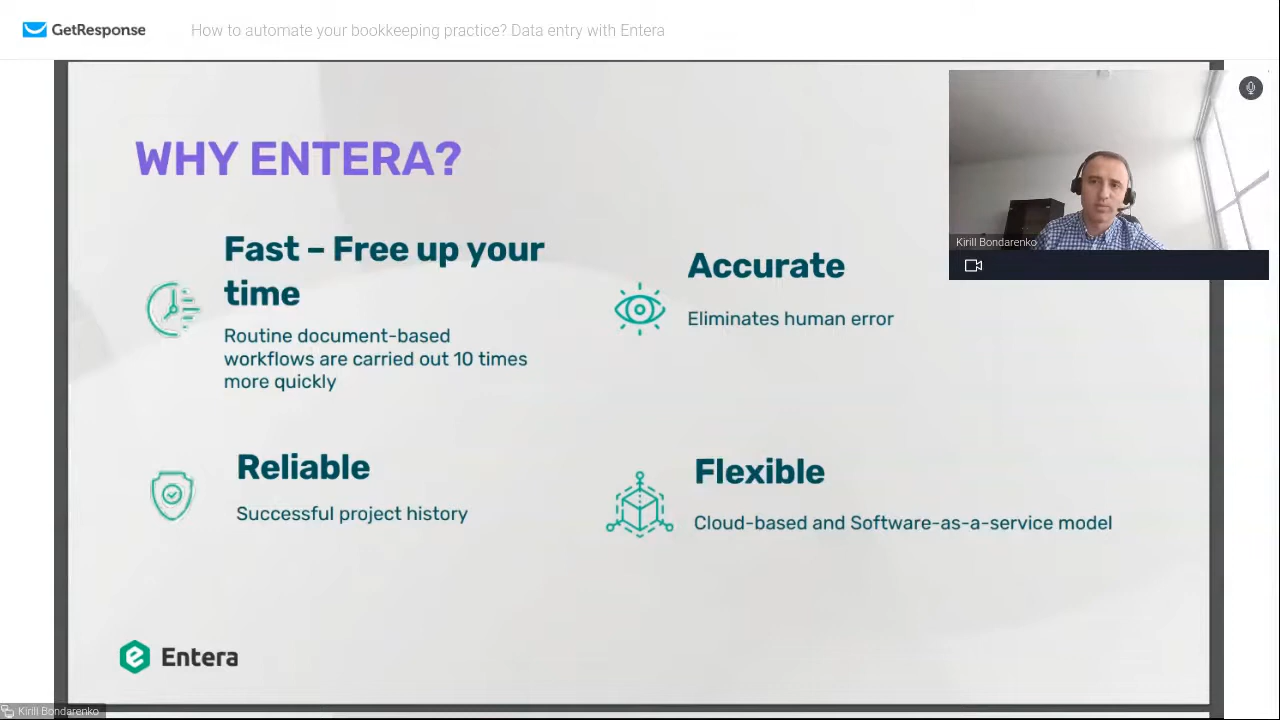 GetResponse
How to automate your bookkeeping practice? Data entry with Entera
WHY ENTERA?
Fast – Free up your
time
Routine document-based
workflows are carried out 10 times
more quickly
Accurate
Eliminates human error
Kirill Bondarenko
Reliable
Successful project history
Flexible
Cloud-based and Software-as-a-service model
Entera
Kirill Bondarenko